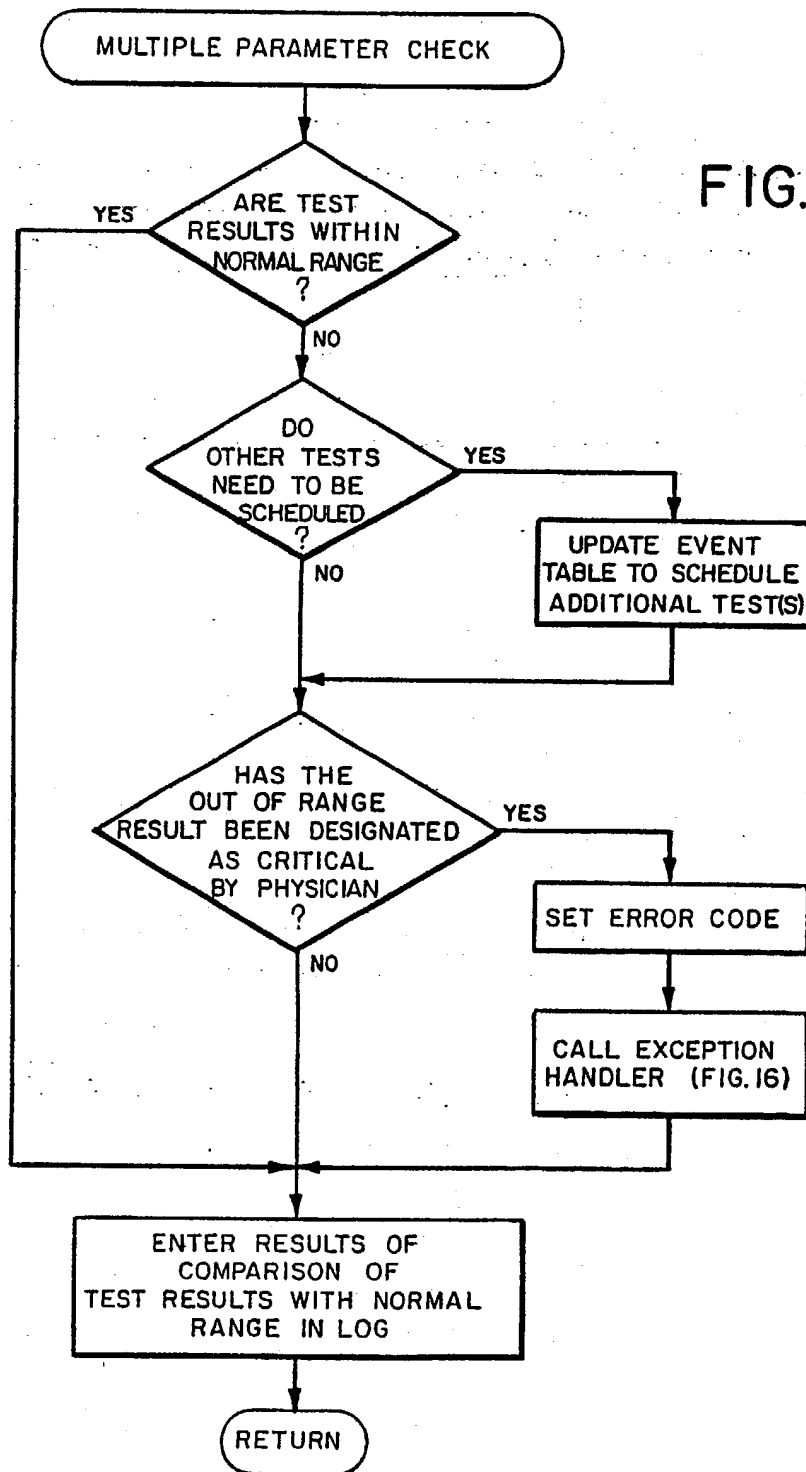 MULTIPLE PARAMETER CHECK
FIG.
ARE TEST
RESULTS WITHIN
NORMAL RANGE
?
YES
NO
DO
OTHER TESTS
NEED TO BE
SCHEDULED
?
YES
NO
UPDATE EVENT
TABLE TO SCHEDULE
ADDITIONAL TEST(S)
HAS THE
OUT OF RANGE
RESULT BEEN DESIGNATED
AS CRITICAL
BY PHYSICIAN
?
YES
NO
SET ERROR CODE
CALL EXCEPTION
HANDLER (FIG. 16)
ENTER RESULTS OF
COMPARISON OF
TEST RESULTS WITH NORMAL
RANGE IN LOG
RETURN